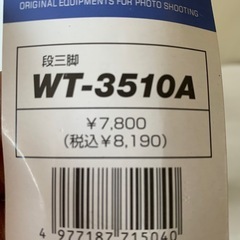 ORIGINAL EQUIPMENTS FOR PHOTO SHOOTING
段三脚
WT-3510A
¥7,800
(税込¥8,190)
4 977187 715040